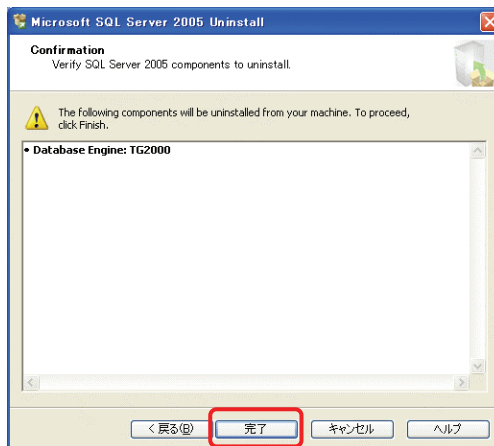 Microsoft SQL Server 2005 Uninstall
Confirmation
Verify SQL Server 2005 components to uninstall.
The following components will be uninstalled from your machine. To proceed,
click Finish.
• Database Engine: TG2000
< 戻る(B) 完了 キャンセル ヘルプ